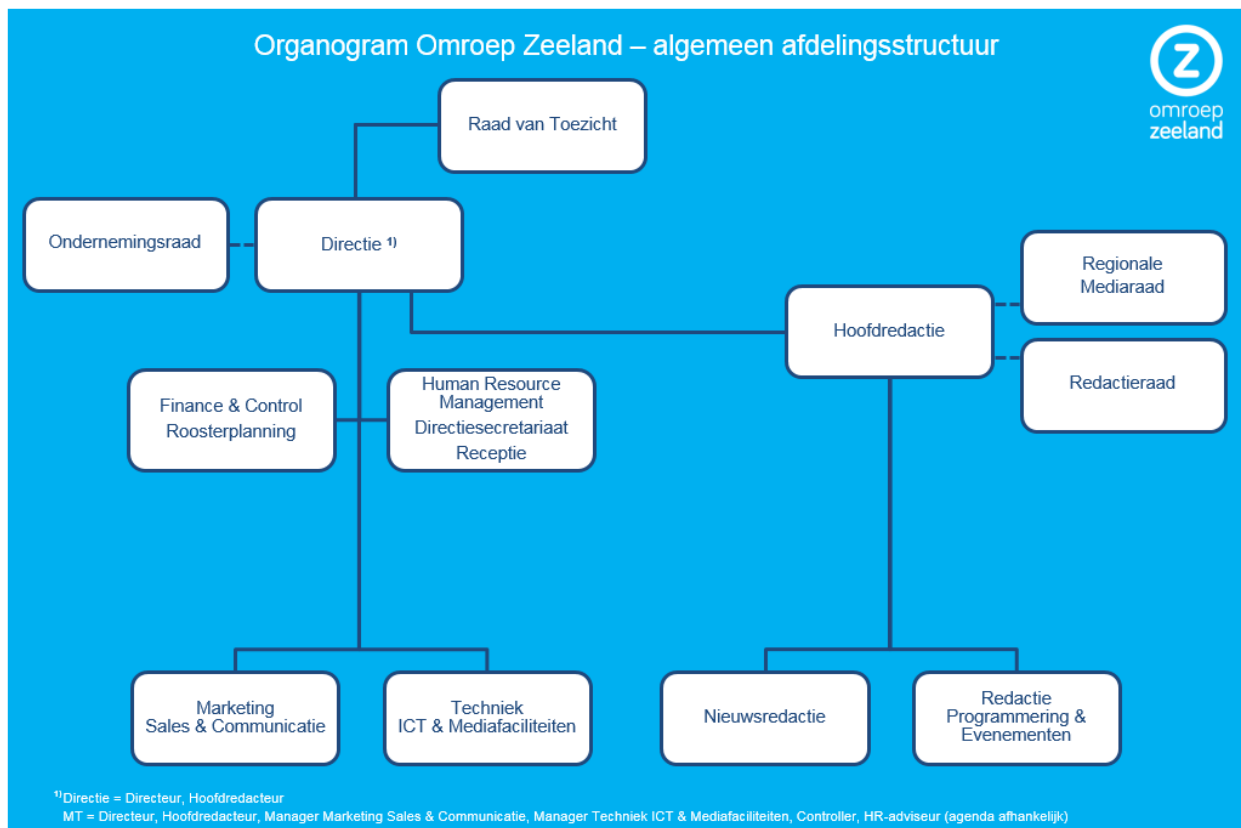 Organogram Omroep Zeeland – algemeen afdelingsstructuur
Z
omroep
zeeland
Raad van Toezicht
Ondernemingsraad
Directie ¹⁾
Regionale
Mediaraad
Hoofdredactie
Redactieraad
Finance & Control
Roosterplanning
Human Resource
Management
Directiesecretariaat
Receptie
Marketing
Sales & Communicatie
Techniek
ICT & Mediafaciliteiten
Nieuwsredactie
Redactie
Programmering &
Evenementen
¹⁾Directie = Directeur, Hoofdredacteur
MT = Directeur, Hoofdredacteur, Manager Marketing Sales & Communicatie, Manager Techniek ICT & Mediafaciliteiten, Controller, HR-adviseur (agenda afhankelijk)